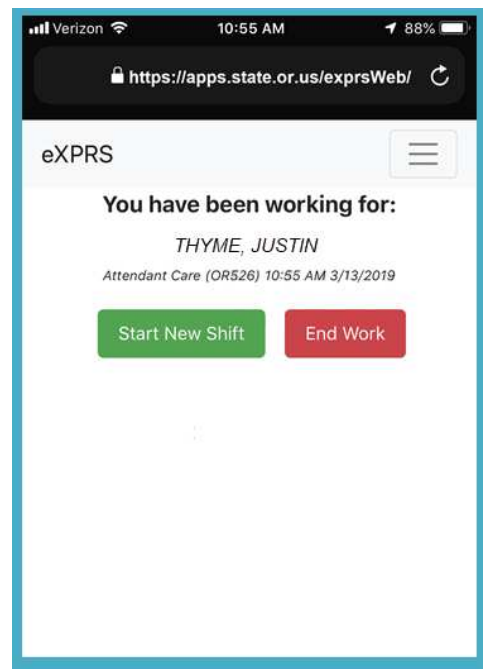 Verizon 10:55 AM 88%
https://apps.state.or.us/exprsWeb/
eXPRS
You have been working for:
THYME, JUSTIN
Attendant Care (OR526) 10:55 AM 3/13/2019
Start New Shift End Work